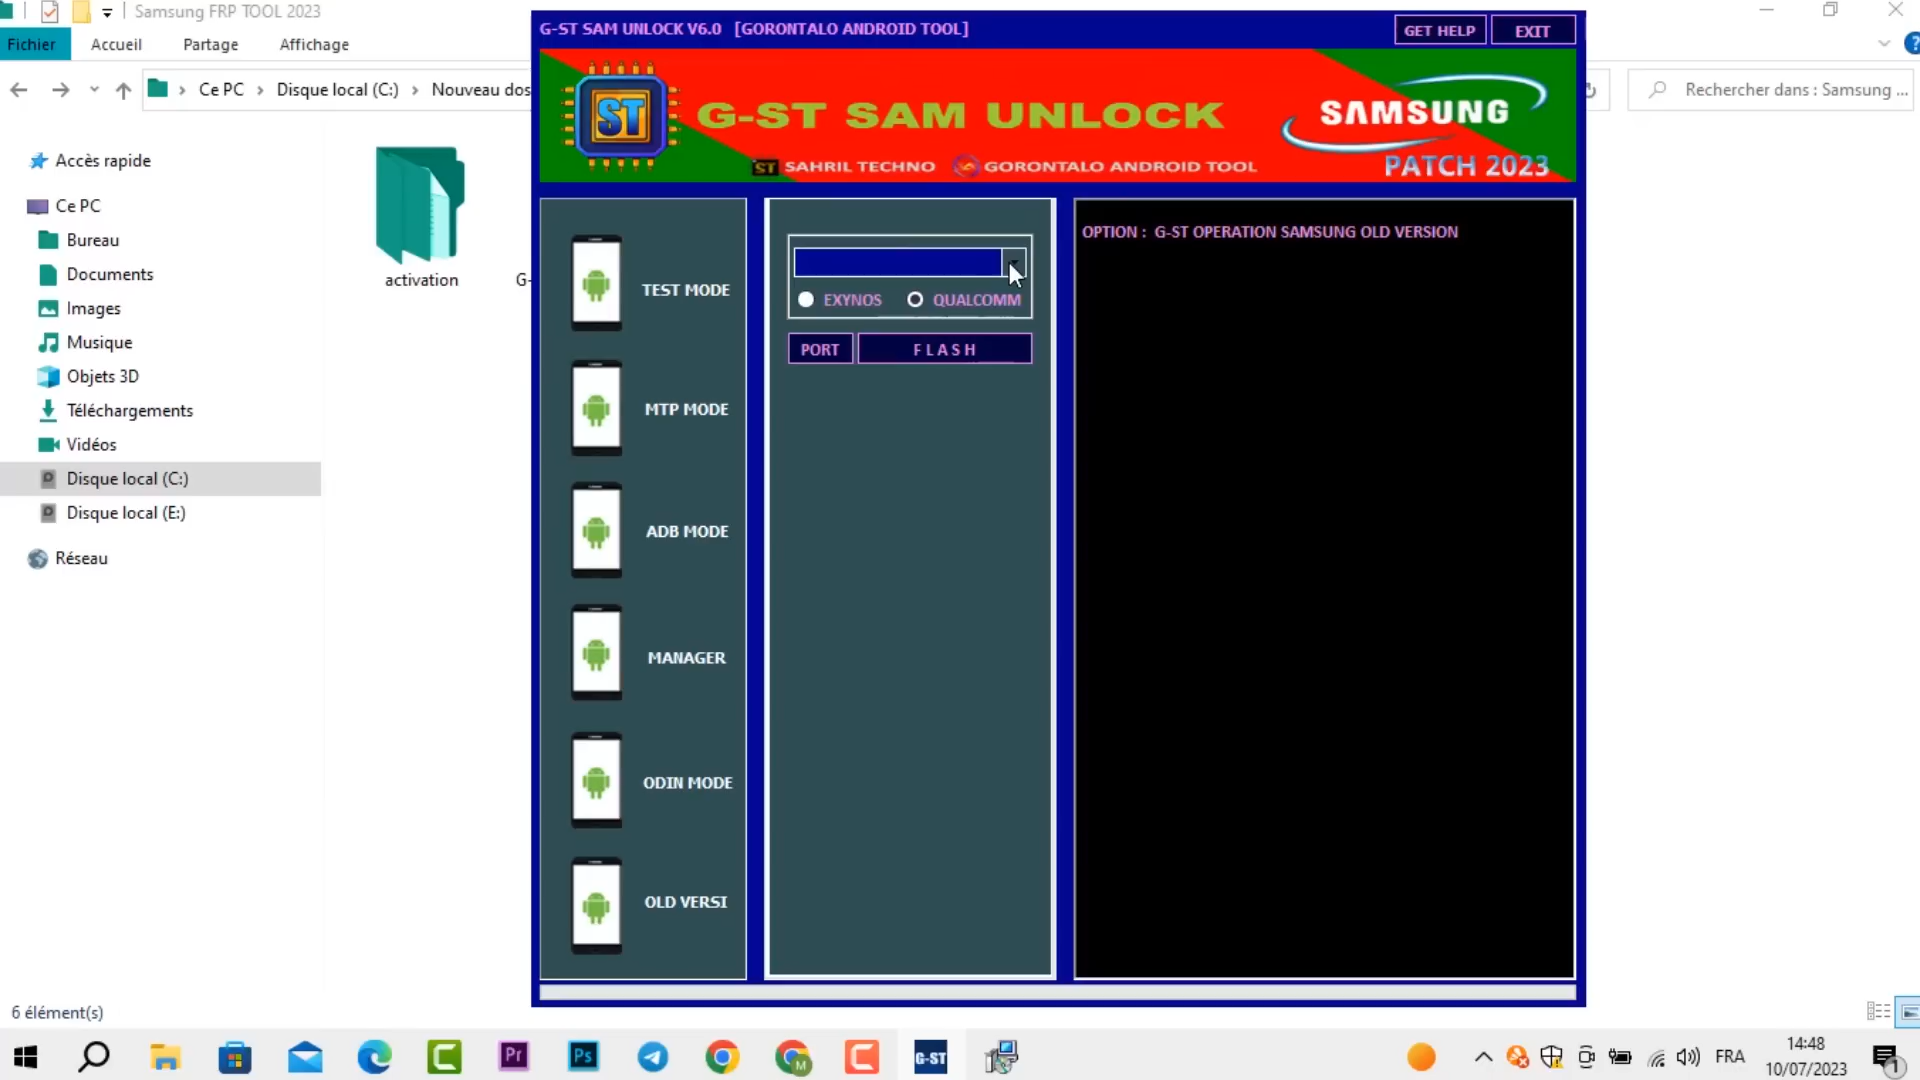 Samsung FRP TOOL 2023
Fichier Accueil Partage Affichage
Ce PC Disque local (C:) Nouveau dos
Rechercher dans : Samsung ...
Accès rapide
Ce PC
Bureau
Documents
Images
Musique
Objets 3D
Téléchargements
Vidéos
Disque local (C:)
Disque local (E:)
Réseau
activation
G-
6 élément(s)
G-ST SAM UNLOCK V6.0 [GORONTALO ANDROID TOOL]
GET HELP EXIT
ST
G-ST SAM UNLOCK
ST SAHRIL TECHNO GORONTALO ANDROID TOOL
SAMSUNG
PATCH 2023
TEST MODE
MTP MODE
ADB MODE
MANAGER
ODIN MODE
OLD VERSI
EXYNOS QUALCOMM
PORT FLASH
OPTION : G-ST OPERATION SAMSUNG OLD VERSION
Pr
Ps
M
G-ST
FRA
14:48
10/07/2023
1